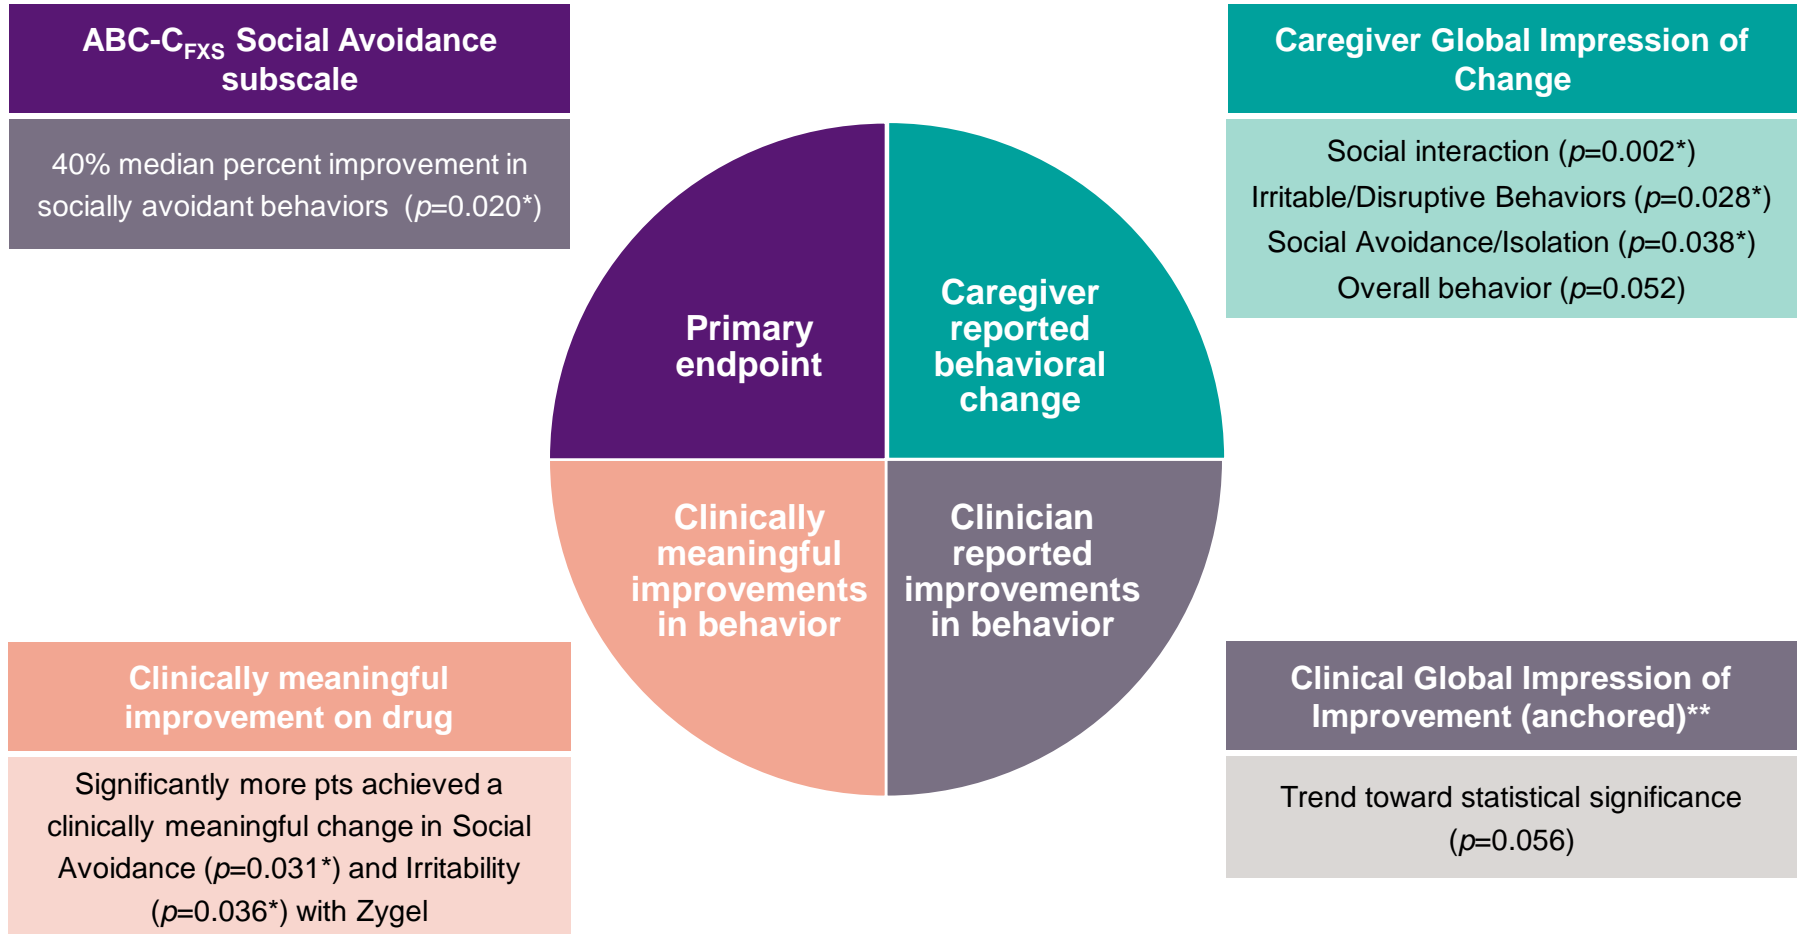 ABC-CFXS Social Avoidance
subscale
40% median percent improvement in
socially avoidant behaviors (p=0.020*)
Caregiver Global Impression of
Change
Social interaction (p=0.002*)
Irritable/Disruptive Behaviors (p=0.028*)
Social Avoidance/Isolation (p=0.038*)
Overall behavior (p=0.052)
Primary
endpoint
Caregiver
reported
behavioral
change
Clinically
meaningful
improvements
in behavior
Clinician
reported
improvements
in behavior
Clinically meaningful
improvement on drug
Significantly more pts achieved a
clinically meaningful change in Social
Avoidance (p=0.031*) and Irritability
(p=0.036*) with Zygel
Clinical Global Impression of
Improvement (anchored)**
Trend toward statistical significance
(p=0.056)